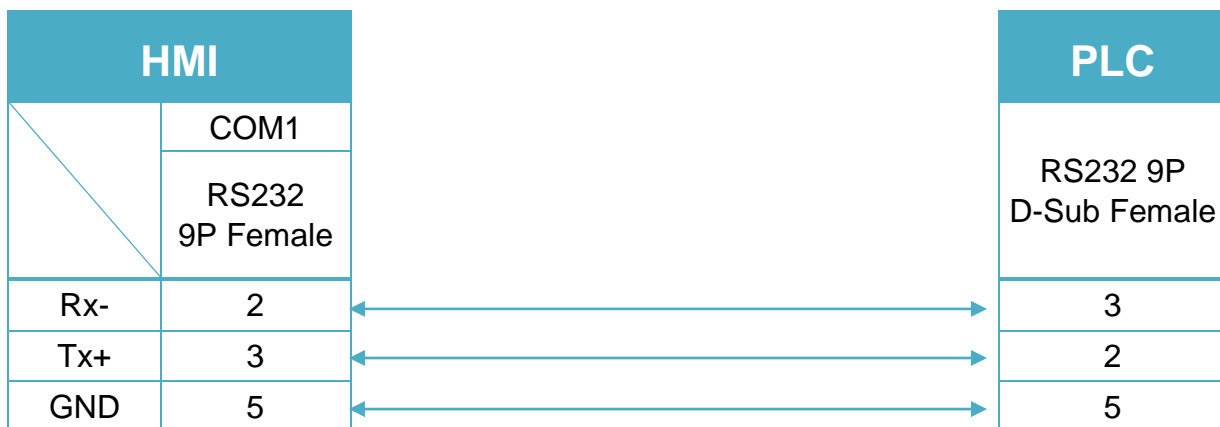 HMI PLC
COM1
RS232
9P Female
RS232 9P
D-Sub Female
Rx- 2 3
Tx+ 3 2
GND 5 5